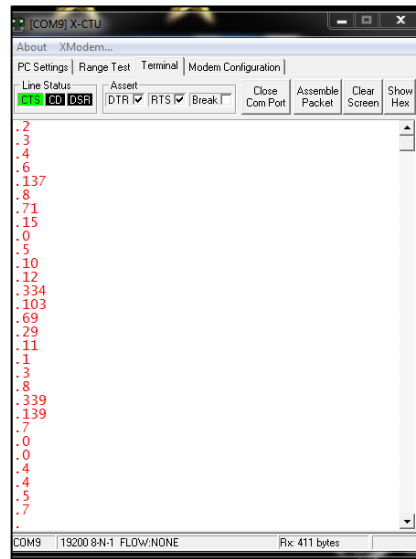 [COM9] X-CTU
About XModem...
PC Settings Range Test Terminal Modem Configuration
Line Status
CTS CD DSR
Assert
DTR RTS Break
Close Com Port
Assemble Packet
Clear Screen
Show Hex
.2
.3
.4
.6
.137
.8
.71
.15
.0
.5
.10
.12
.334
.103
.69
.29
.11
.1
.3
.8
.339
.139
.7
.0
.0
.4
.4
.5
.7
.
COM9 19200 8-N-1 FLOW:NONE Rx: 411 bytes